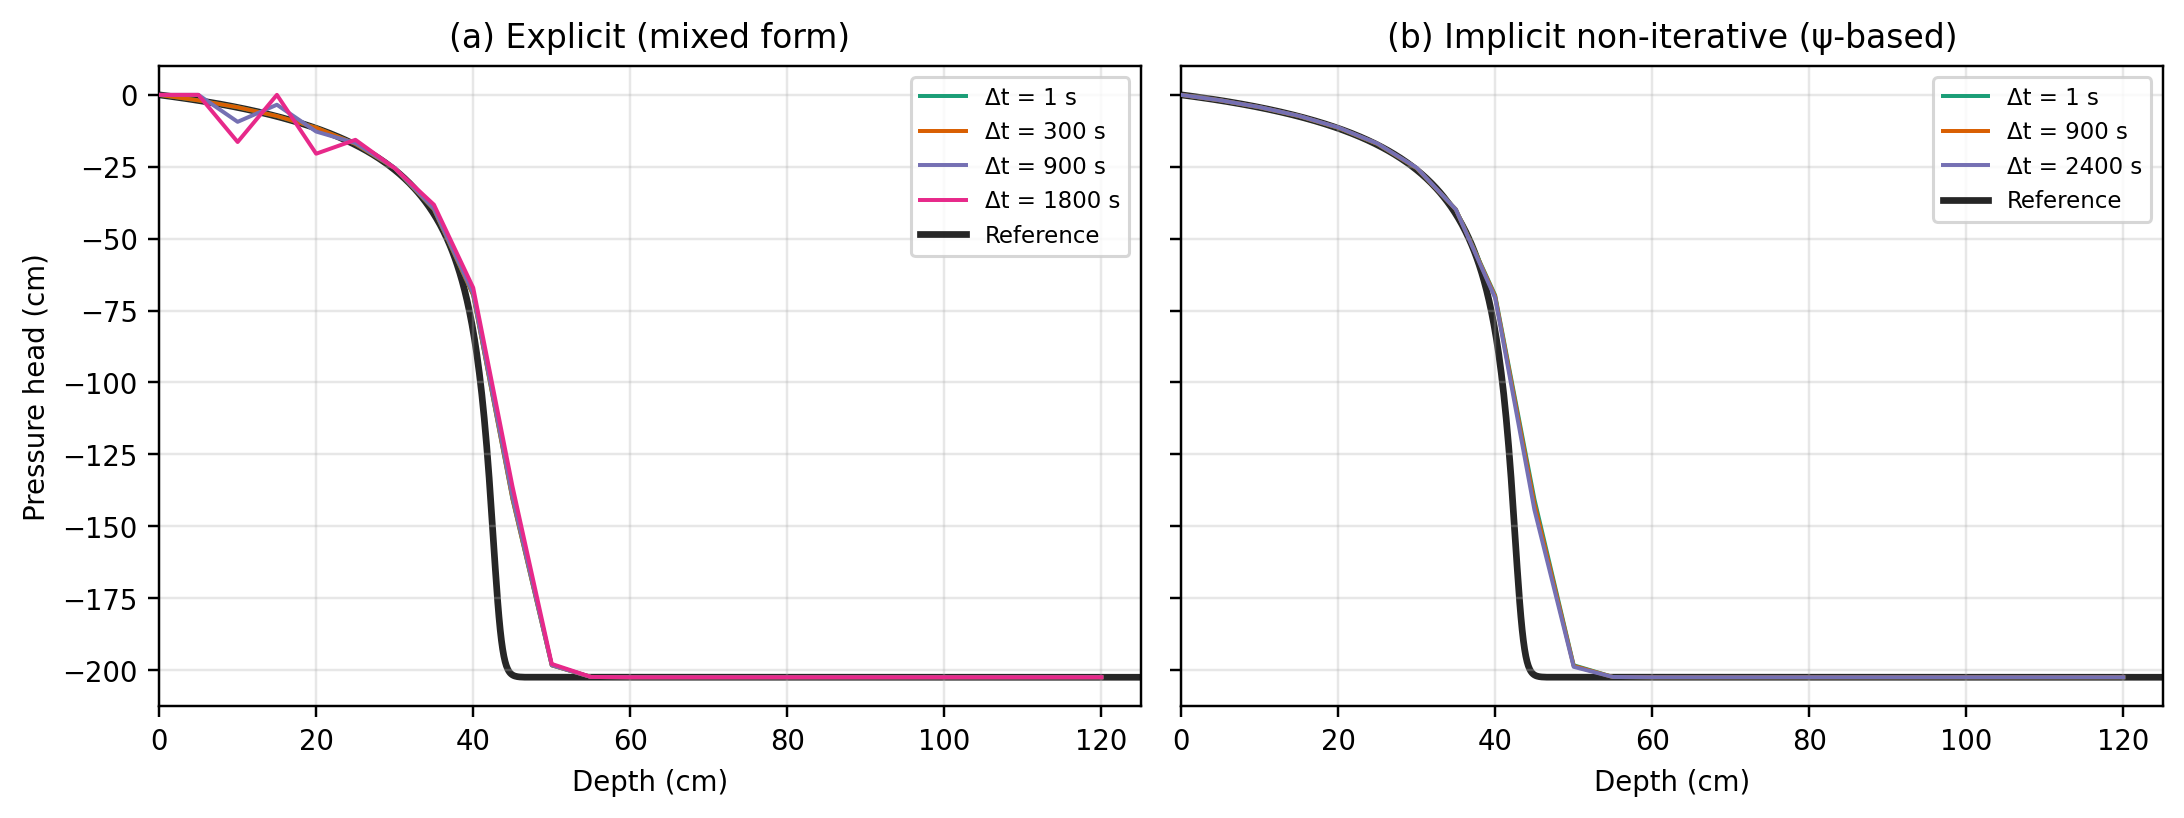 (a) Explicit (mixed form)
Pressure head (cm)
0
−25
−50
−75
−100
−125
−150
−175
−200
Δt = 1 s
Δt = 300 s
Δt = 900 s
Δt = 1800 s
Reference
0 20 40 60 80 100 120
Depth (cm)
(b) Implicit non-iterative (ψ-based)
Δt = 1 s
Δt = 900 s
Δt = 2400 s
Reference
0 20 40 60 80 100 120
Depth (cm)